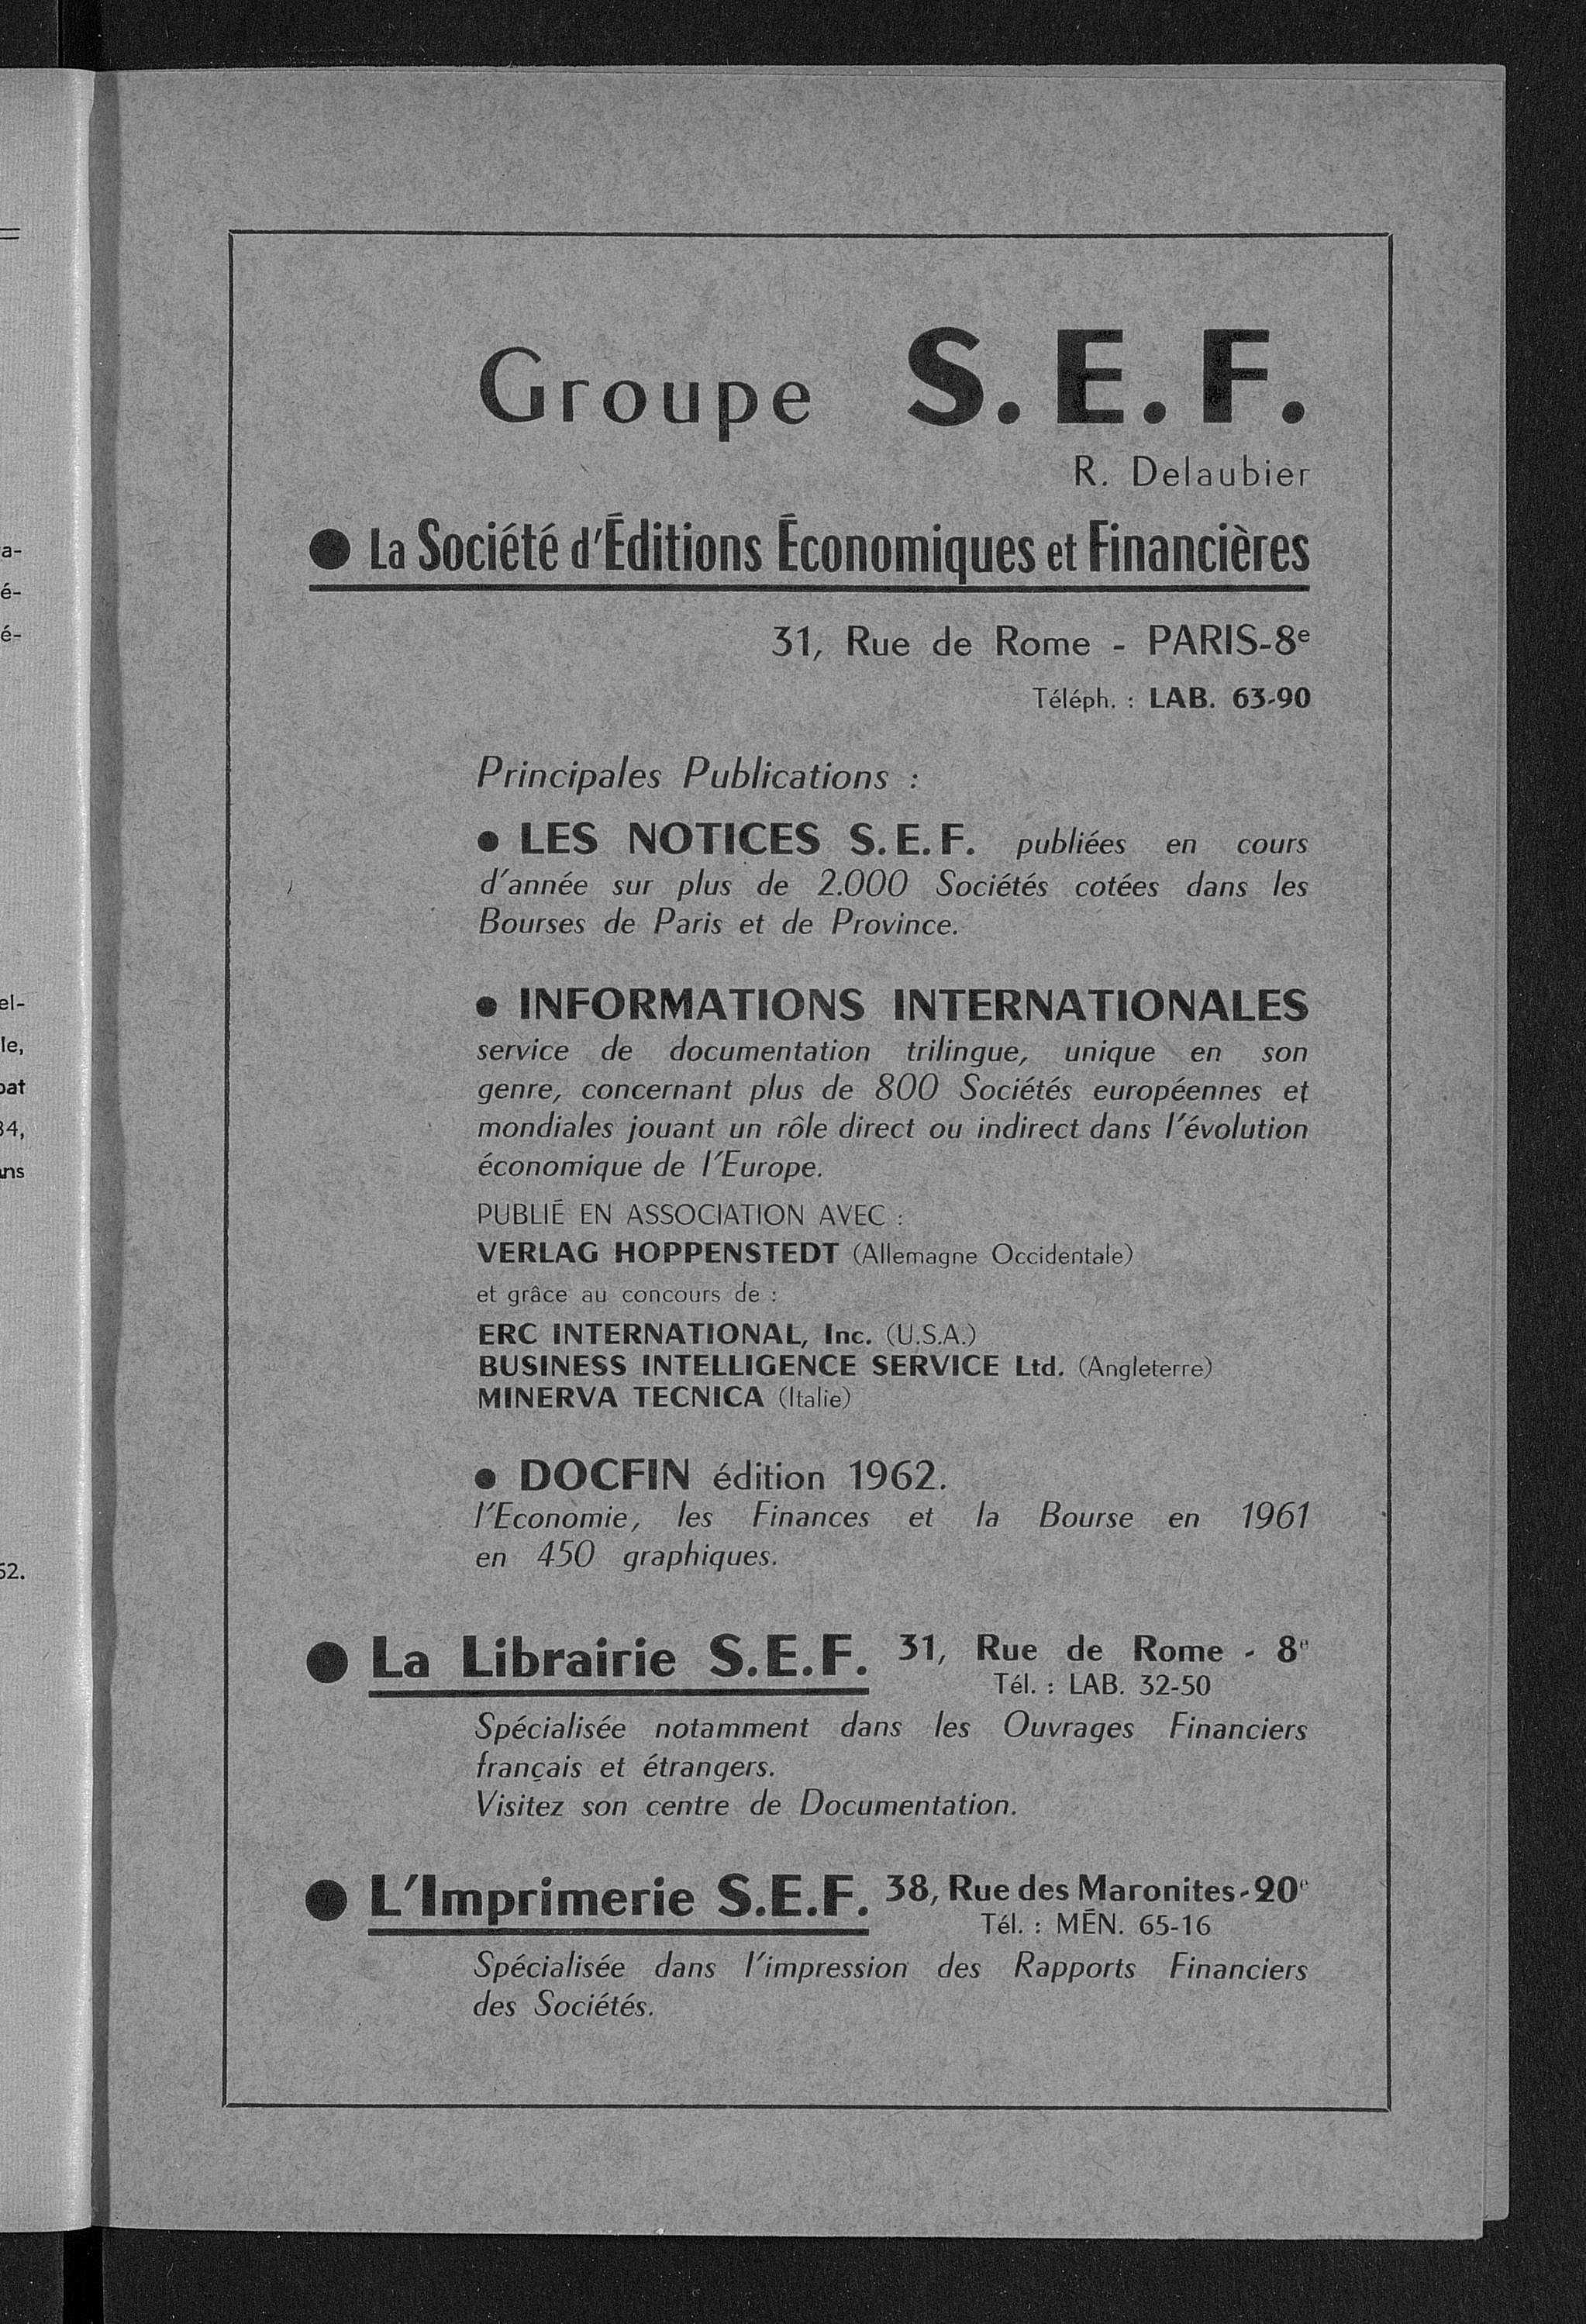 Groupe S.E.F.
R. Delaubier
● La Société d'Éditions Économiques et Financières
31, Rue de Rome - PARIS-8e
Téléph. : LAB. 63-90
Principales Publications :
● LES NOTICES S.E.F. publiées en cours
d'année sur plus de 2.000 Sociétés cotées dans les
Bourses de Paris et de Province.
● INFORMATIONS INTERNATIONALES
service de documentation trilingue, unique en son
genre, concernant plus de 800 Sociétés européennes et
mondiales jouant un rôle direct ou indirect dans l'évolution
économique de l'Europe.
PUBLIÉ EN ASSOCIATION AVEC :
VERLAG HOPPENSTEDT (Allemagne Occidentale)
et grâce au concours de :
ERC INTERNATIONAL, Inc. (U.S.A.)
BUSINESS INTELLIGENCE SERVICE Ltd. (Angleterre)
MINERVA TECNICA (Italie)
● DOCFIN édition 1962.
l'Economie, les Finances et la Bourse en 1961
en 450 graphiques.
● La Librairie S.E.F. 31, Rue de Rome - 8e
Tél. : LAB. 32-50
Spécialisée notamment dans les Ouvrages Financiers
français et étrangers.
Visitez son centre de Documentation.
● L'Imprimerie S.E.F. 38, Rue des Maronites-20e
Tél. : MÉN. 65-16
Spécialisée dans l'impression des Rapports Financiers
des Sociétés.